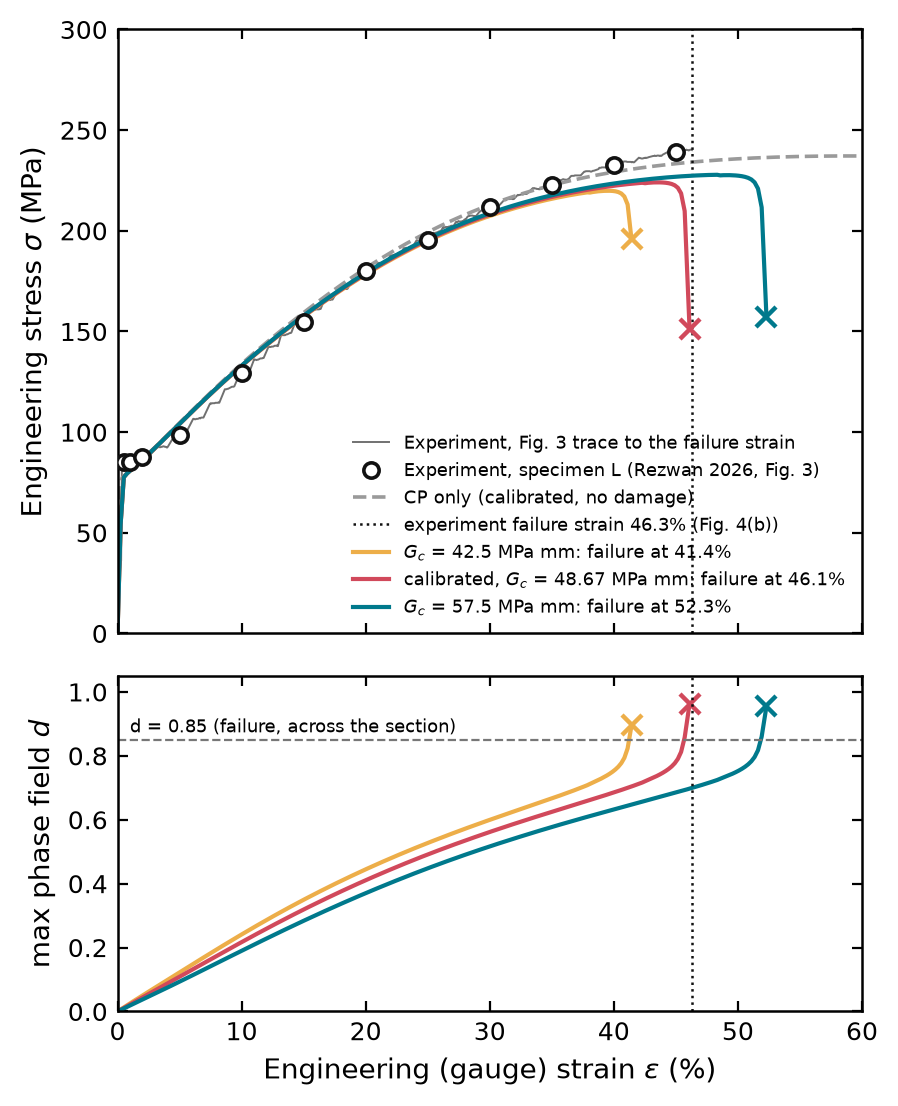 300
250
200
150
100
50
0
Engineering stress σ (MPa)
Experiment, Fig. 3 trace to the failure strain
Experiment, specimen L (Rezwan 2026, Fig. 3)
CP only (calibrated, no damage)
experiment failure strain 46.3% (Fig. 4(b))
G_c = 42.5 MPa mm: failure at 41.4%
calibrated, G_c = 48.67 MPa mm: failure at 46.1%
G_c = 57.5 MPa mm: failure at 52.3%
1.0
0.8
0.6
0.4
0.2
0.0
max phase field d
d = 0.85 (failure, across the section)
0 10 20 30 40 50 60
Engineering (gauge) strain ε (%)